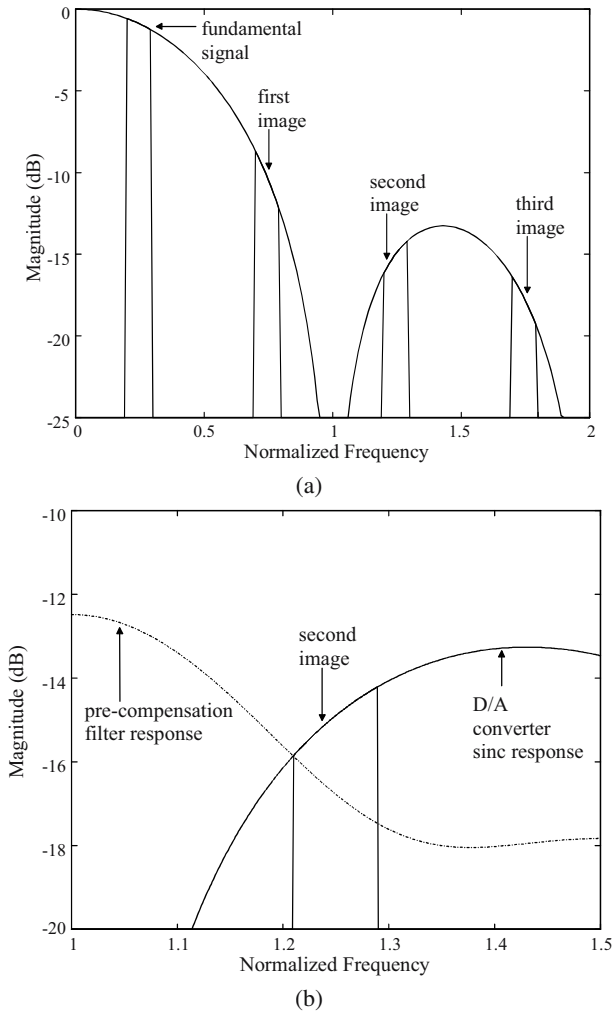 0
-5
-10
-15
-20
-25
Magnitude (dB)
fundamental
signal
first
image
second
image
third
image
0
0.5
1
1.5
2
Normalized Frequency
(a)
-10
-12
-14
-16
-18
-20
Magnitude (dB)
second
image
pre-compensation
filter response
D/A
converter
sinc response
1
1.1
1.2
1.3
1.4
1.5
Normalized Frequency
(b)